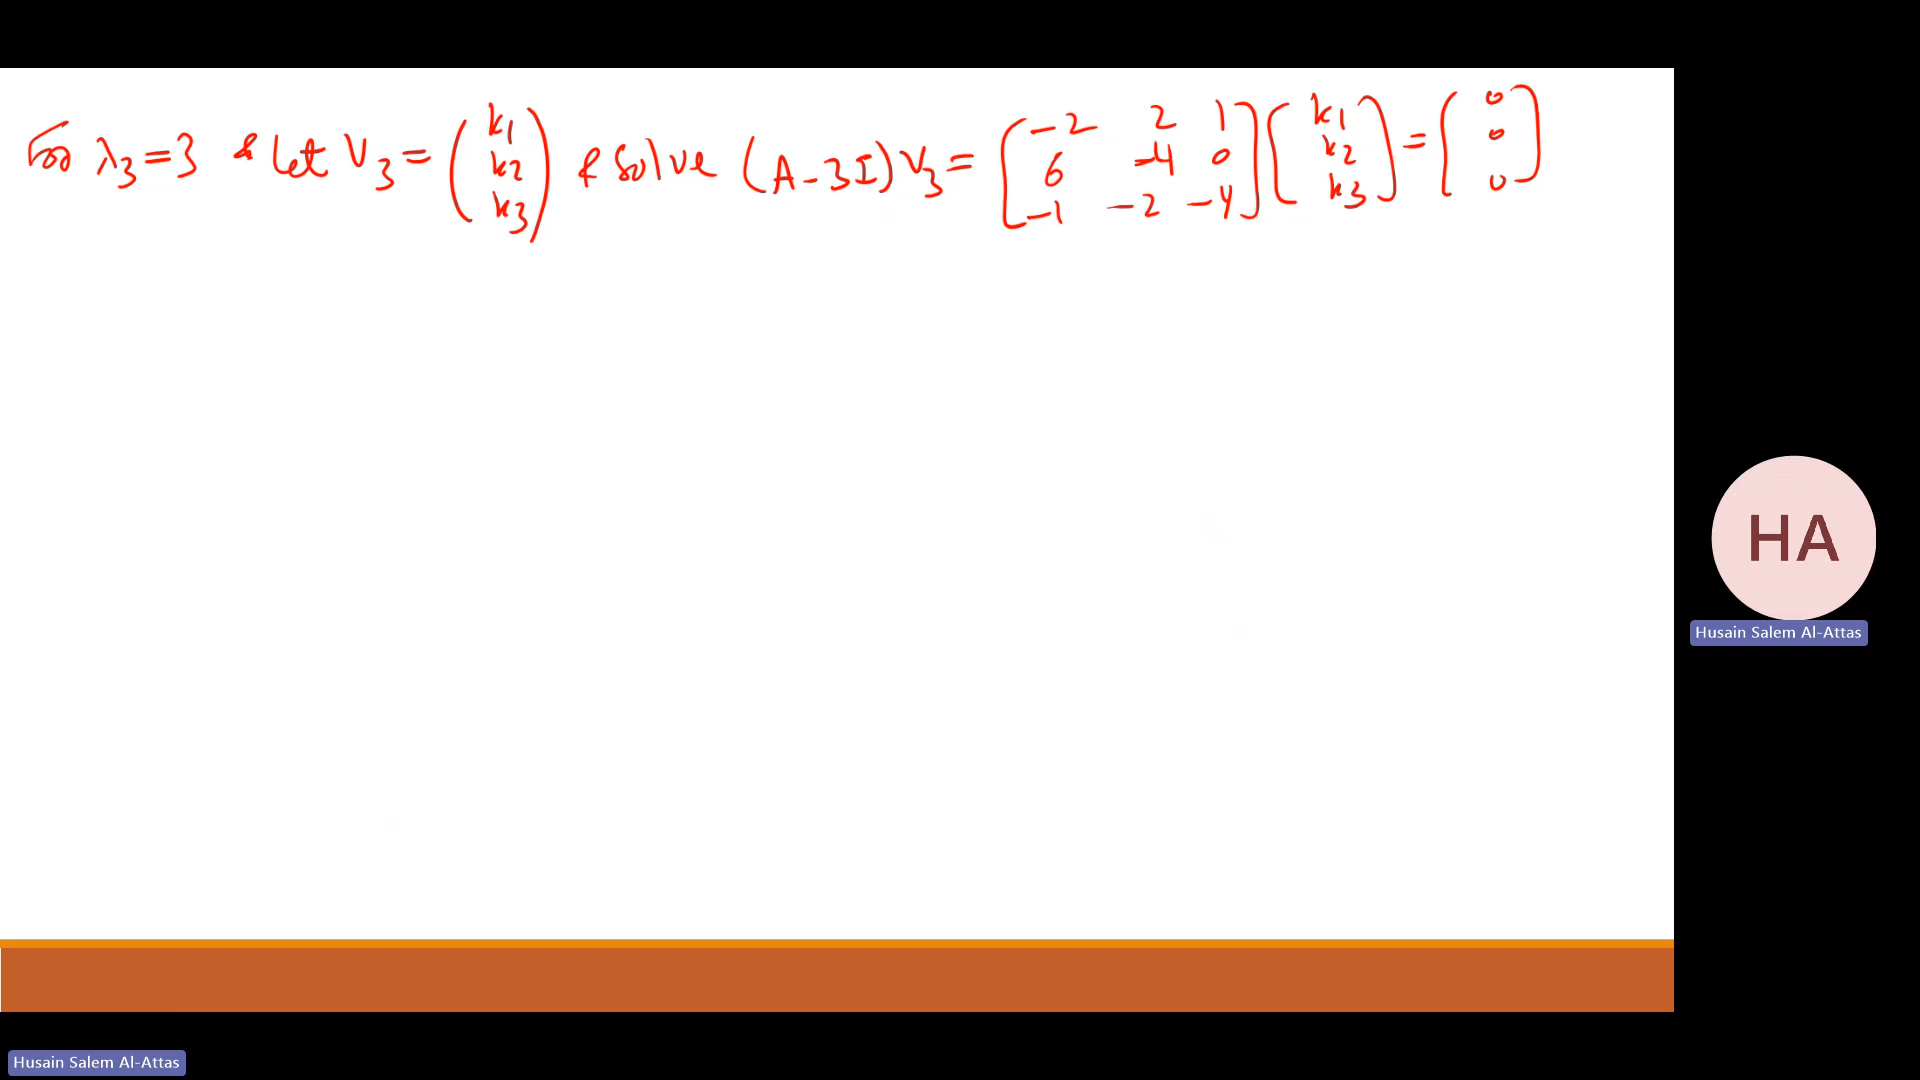 For λ3=3 & let V3 = (k1 k2 k3) & solve (A-3I)V3 = [-2 2 1 6 -4 0 -1 -2 -4] [k1 k2 k3] = [0 0 0]
HA
Husain Salem Al-Attas
Husain Salem Al-Attas